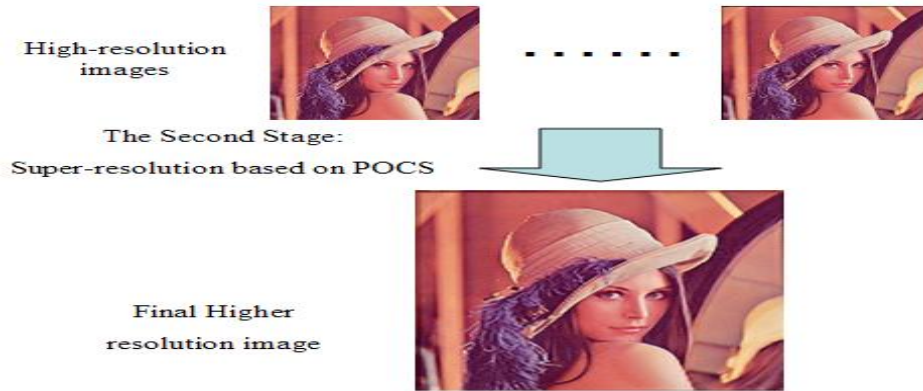 High-resolution
images
The Second Stage:
Super-resolution based on POCS
Final Higher
resolution image